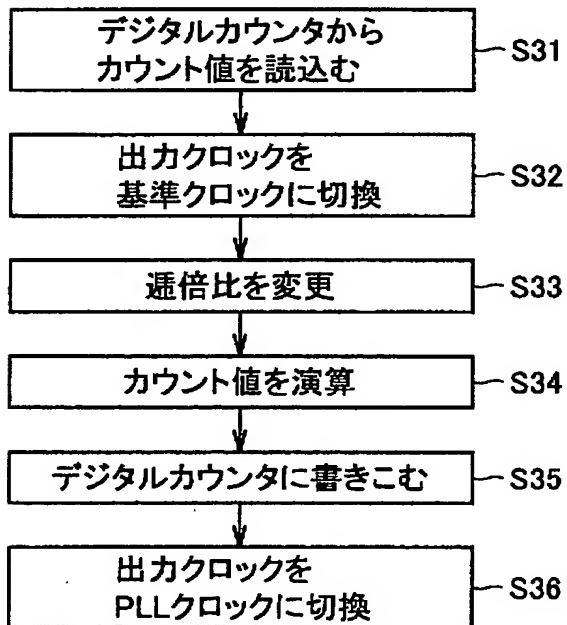 デジタルカウンタから
カウント値を読込む
S31
出力クロックを
基準クロックに切換
S32
逓倍比を変更
S33
カウント値を演算
S34
デジタルカウンタに書きこむ
S35
出力クロックを
PLLクロックに切換
S36